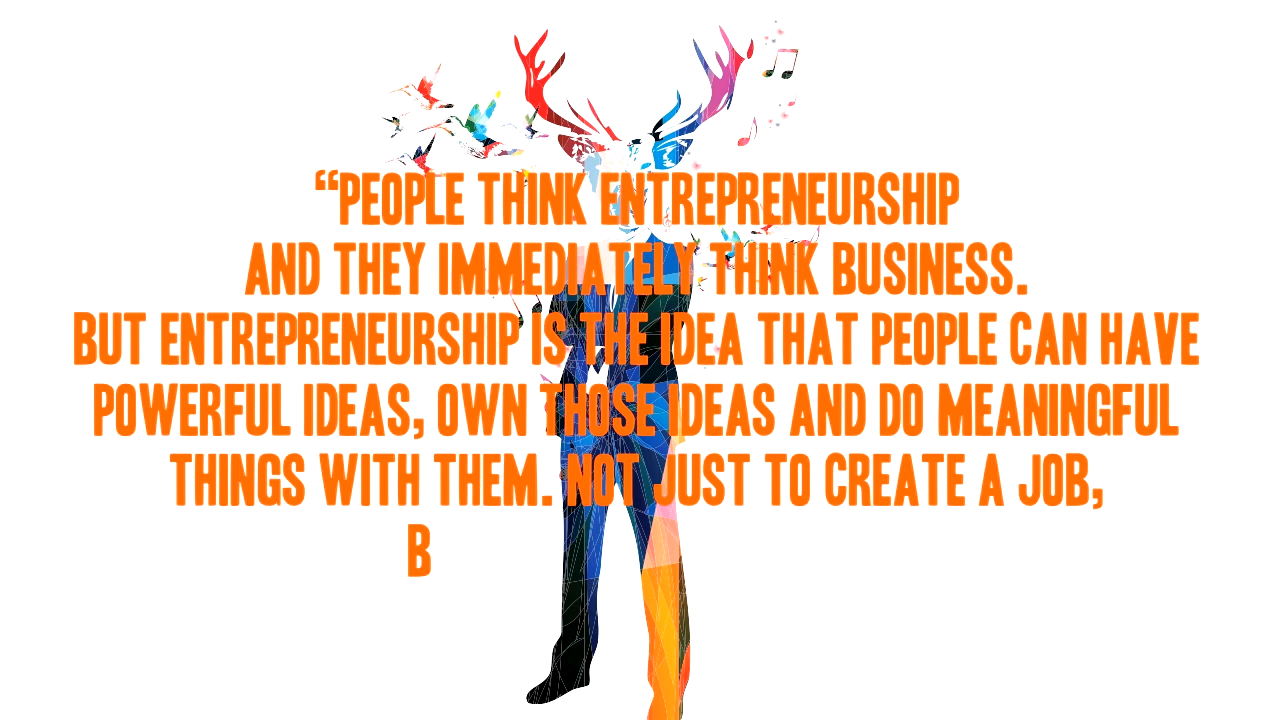 “PEOPLE THINK ENTREPRENEURSHIP
AND THEY IMMEDIATELY THINK BUSINESS.
BUT ENTREPRENEURSHIP IS THE IDEA THAT PEOPLE CAN HAVE
POWERFUL IDEAS, OWN THOSE IDEAS AND DO MEANINGFUL
THINGS WITH THEM. NOT JUST TO CREATE A JOB,
B